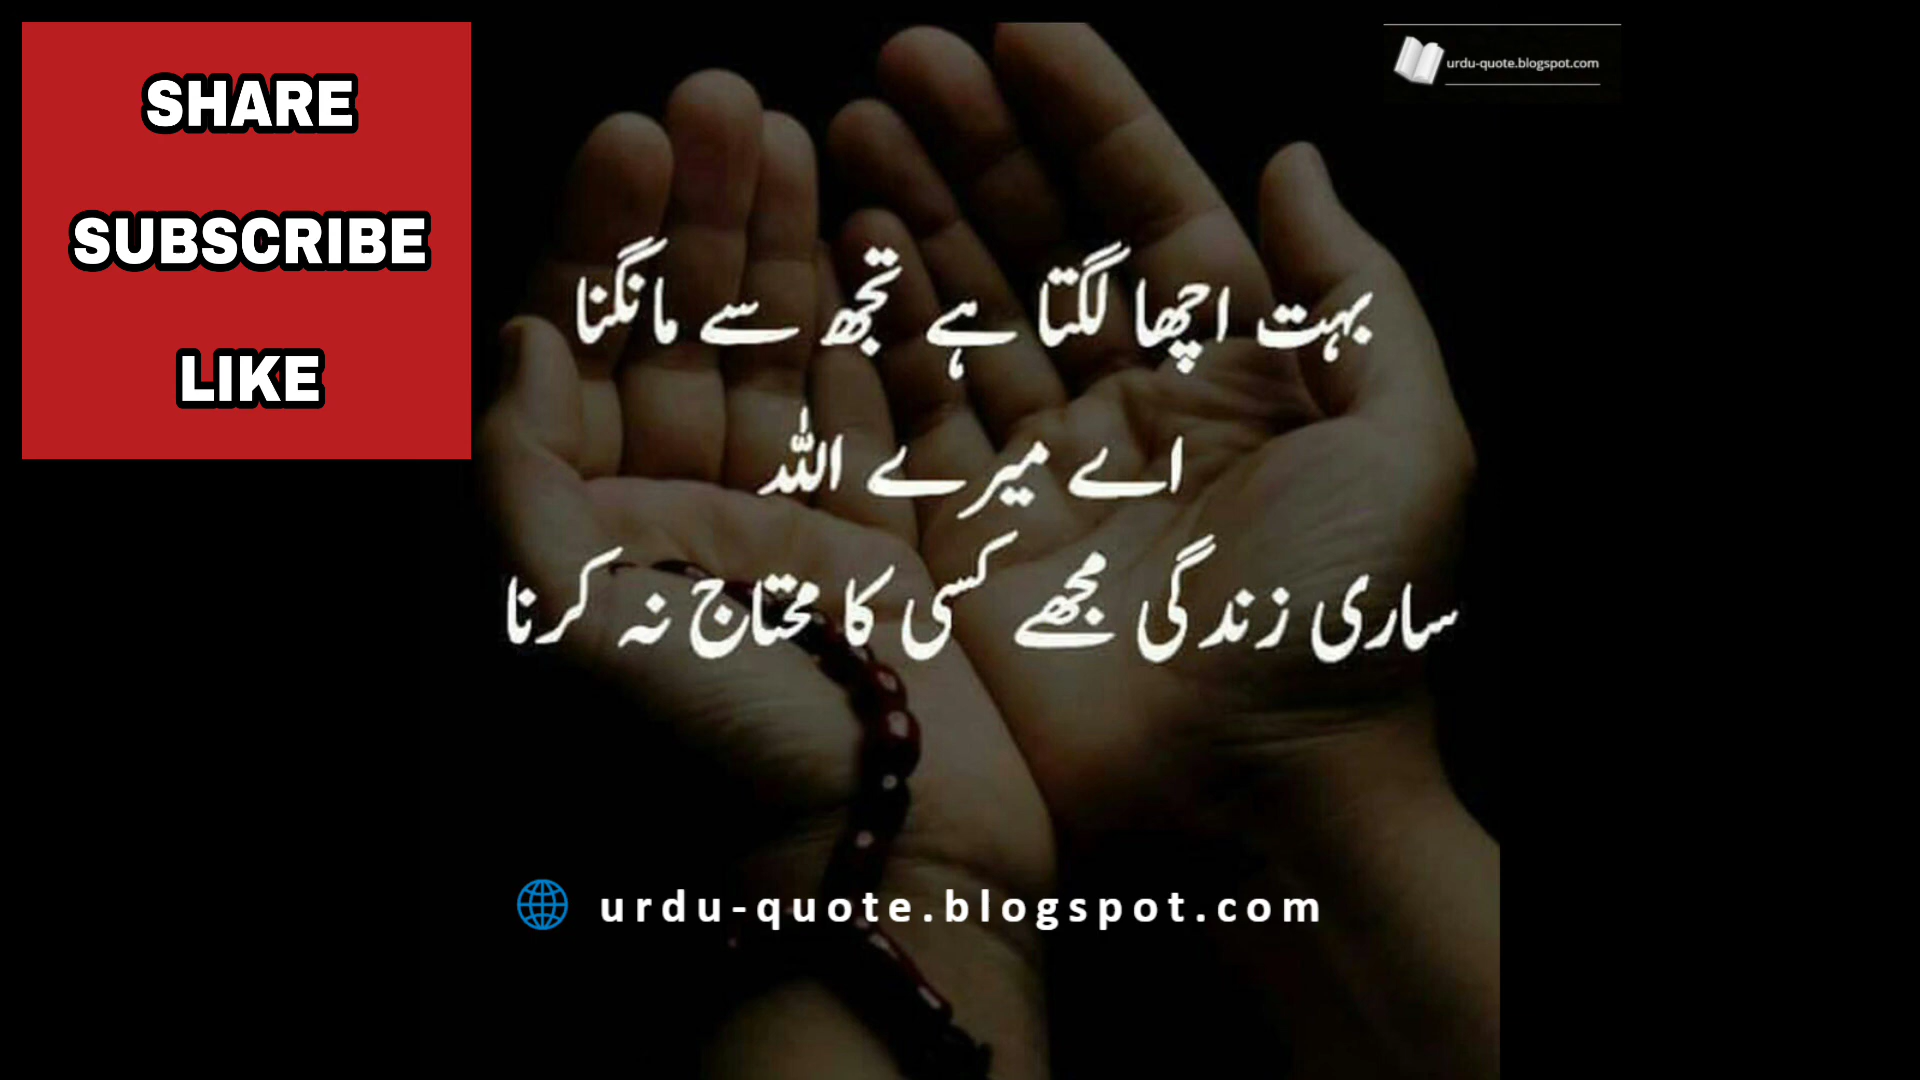 SHARE
SUBSCRIBE
LIKE
urdu-quote.blogspot.com
بہت اچھا لگتا ہے تجھ سے مانگنا
اے میرے اللہ
ساری زندگی مجھے کسی کا محتاج نہ کرنا
urdu-quote.blogspot.com